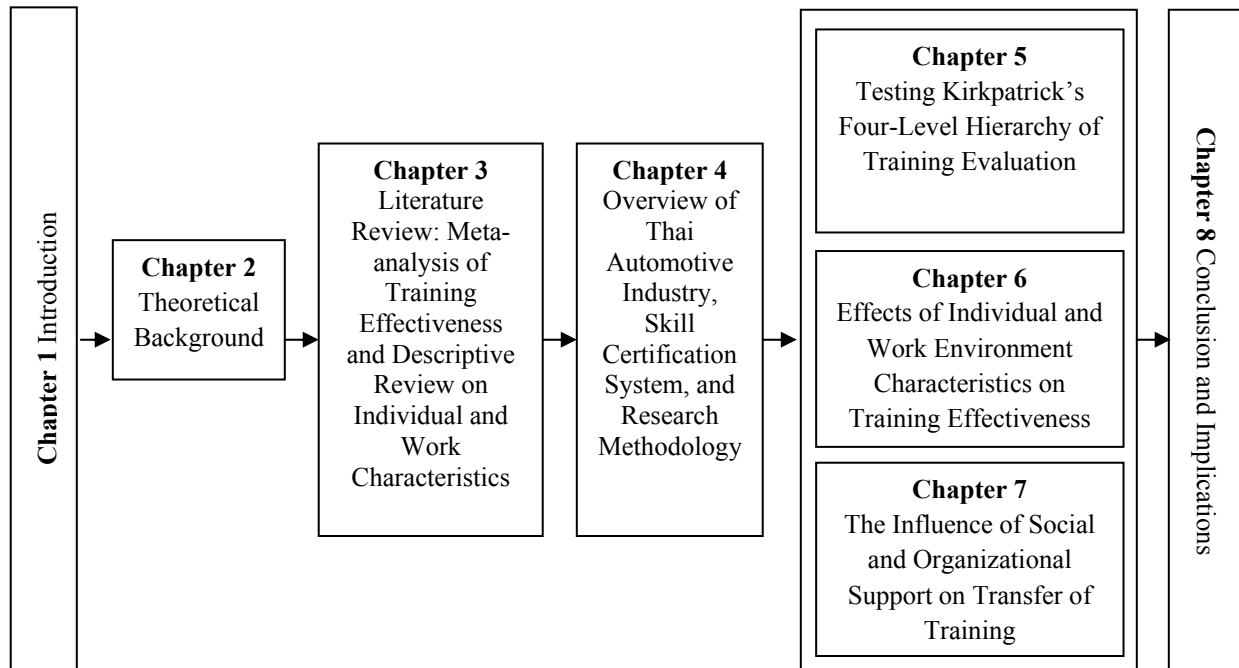 Chapter 1 Introduction
Chapter 2
Theoretical
Background
Chapter 3
Literature
Review: Meta-
analysis of
Training
Effectiveness
and Descriptive
Review on
Individual and
Work
Characteristics
Chapter 4
Overview of
Thai
Automotive
Industry,
Skill
Certification
System, and
Research
Methodology
Chapter 5
Testing Kirkpatrick’s
Four-Level Hierarchy of
Training Evaluation
Chapter 6
Effects of Individual and
Work Environment
Characteristics on
Training Effectiveness
Chapter 7
The Influence of Social
and Organizational
Support on Transfer of
Training
Chapter 8 Conclusion and Implications